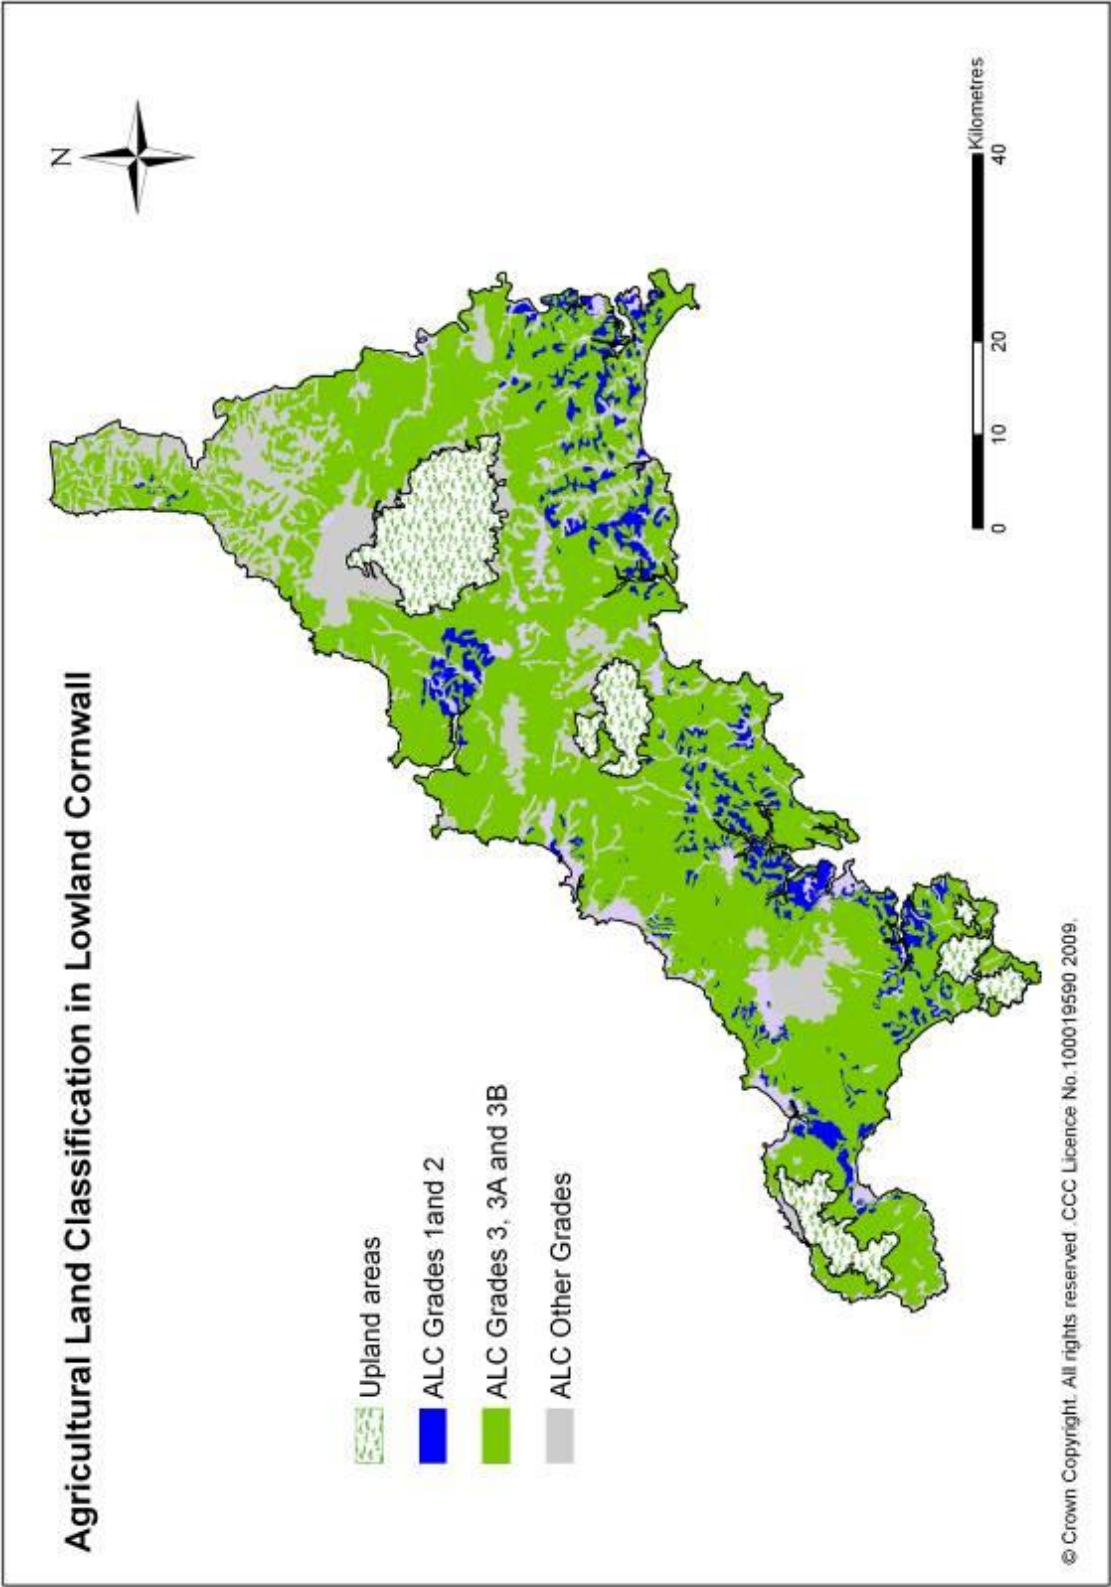 Agricultural Land Classification in Lowland Cornwall
N
Upland areas
ALC Grades 1and 2
ALC Grades 3, 3A and 3B
ALC Other Grades
0 10 20 40
Kilometres
© Crown Copyright. All rights reserved .CCC Licence No.100019590 2009.